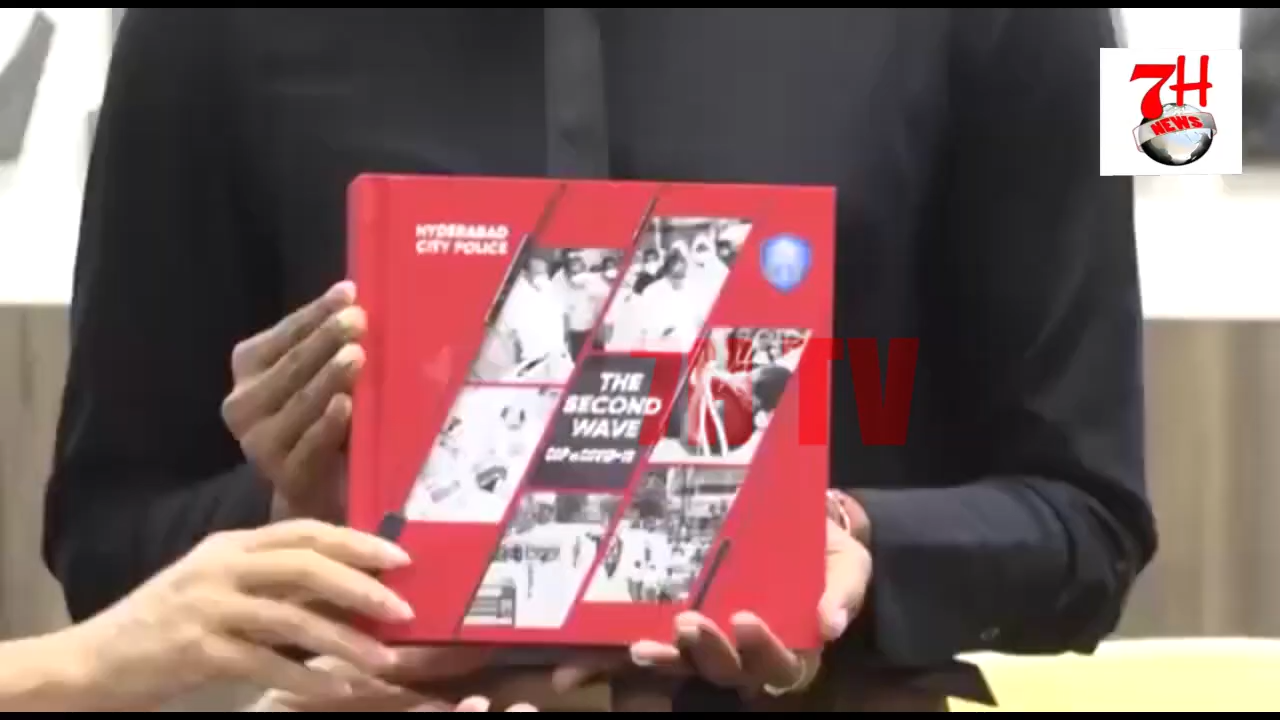 7H
NEWS
HYDERABAD
CITY POLICE
THE
SECOND
WAVE
TV